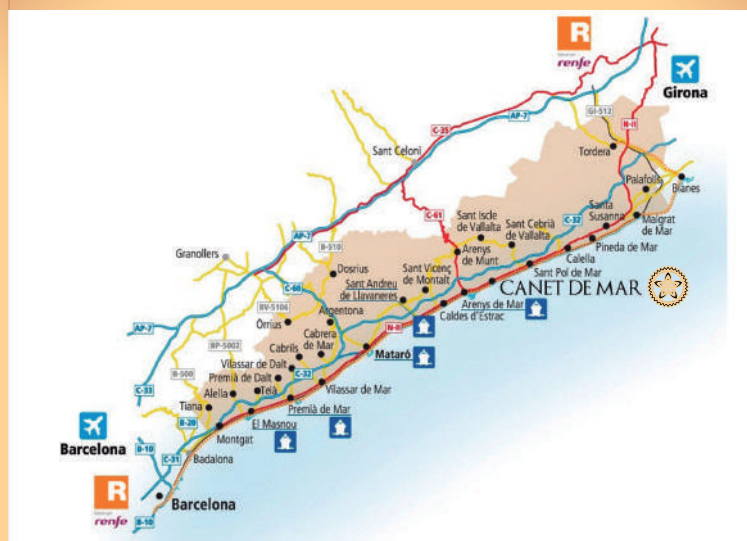 R
renfe
Girona
GI-512
N-II
AP-7
C-35
Tordera
Sant Celoni
Palafolls
Blanes
C-61
Sant Iscle
de Vallalta
Sant Cebrià
de Vallalta
C-32
Santa
Susanna
Malgrat
de Mar
Granollers
AP-7
B-510
Dosrius
Arenys
de Munt
Pineda de Mar
Calella
Sant Pol de Mar
Sant Vicenç
de Montalt
C-60
Sant Andreu
de Llavaneres
CANET DE MAR
Arenys de Mar
Caldes d'Estrac
BV-5106
Argentona
Òrrius
N-II
AP-7
BP-5002
Cabrera
de Mar
Cabrils
Mataró
Vilassar de Dalt
B-500
Premià de Dalt
C-32
C-33
Alella
Teià
Vilassar de Mar
Tiana
Premià de Mar
B-20
El Masnou
Montgat
Barcelona
B-10
C-31
Badalona
R
renfe
Barcelona
B-10